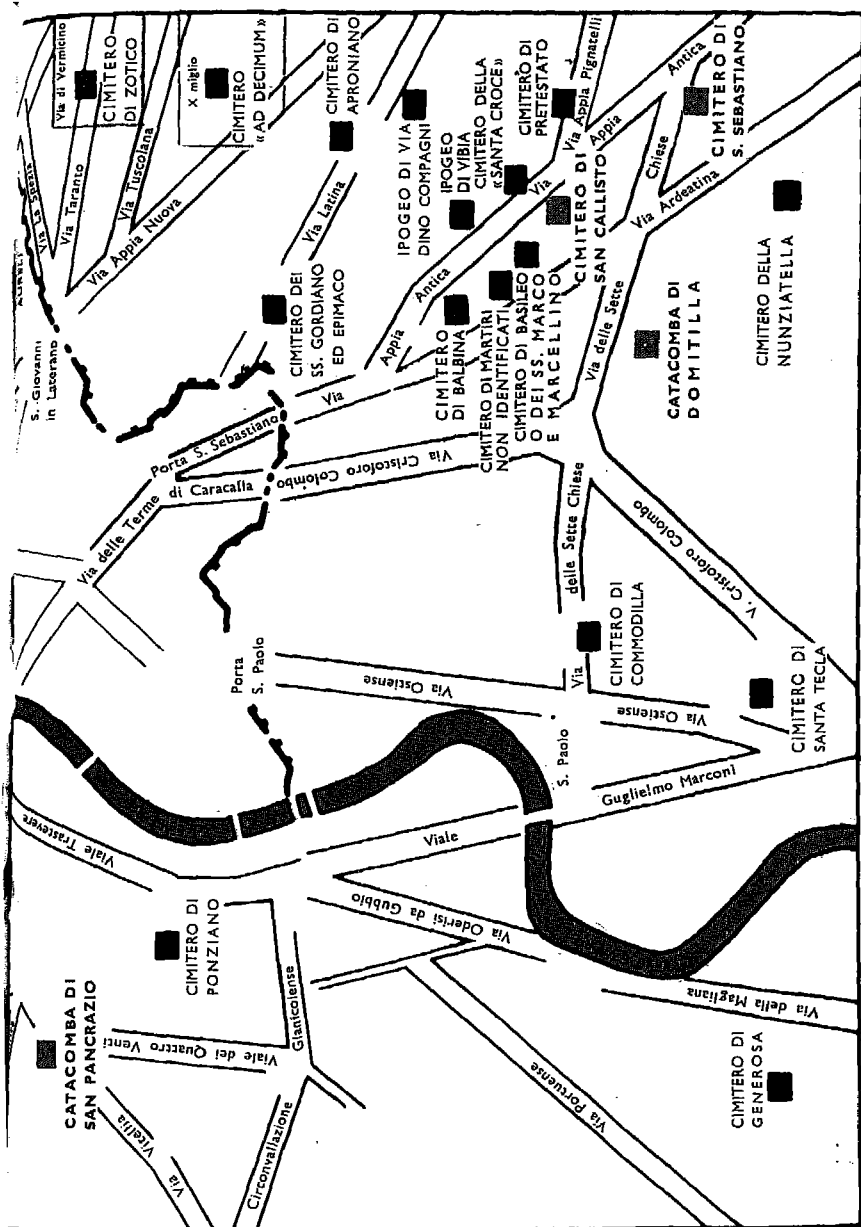 CATACOMBA DI
SAN PANCRAZIO
Via
Vitellia
Viale dei Quattro Venti
Circonvallazione
Gianicolense
CIMITERO DI
PONZIANO
Viale Trastevere
Viale
Guglielmo Marconi
Via Oderisi da Gubbio
Via Portuense
Via della Magliana
CIMITERO DI
GENEROSA
Porta
S. Paolo
Via Ostiense
S. Paolo
Via Ostiense
CIMITERO DI
SANTA TECLA
CIMITERO DI
COMMODILLA
Via
delle Sette Chiese
V. Cristoforo Colombo
Via delle Terme
di Caracalla
Porta S. Sebastiano
Via Cristoforo Colombo
Via
Appia
Antica
S. Giovanni
in Laterano
Via La Spezia
Via Taranto
Via Tuscolana
Via Appia Nuova
Via di Vermicino
CIMITERO
DI ZOTICO
X miglio
CIMITERO
«AD DECIMUM»
CIMITERO DI
APRONIANO
Via Latina
CIMITERO DEI
SS. GORDIANO
ED EPIMACO
IPOGEO DI VIA
DINO COMPAGNI
IPOGEO
DI VIBIA
CIMITERO DELLA
«SANTA CROCE»
CIMITERO DI
PRETESTATO
Via Appia Pignatelli
Via
Appia
Antica
CIMITERO
DI BALBINA
CIMITERO DI MARTIRI
NON IDENTIFICATI
CIMITERO DI BASILEO
O DEI SS. MARCO
E MARCELLINO
CIMITERO DI
SAN CALLISTO
CIMITERO DI
S. SEBASTIANO
Via delle Sette
Chiese
Via Ardeatina
CATACOMBA DI
DOMITILLA
CIMITERO DELLA
NUNZIATELLA